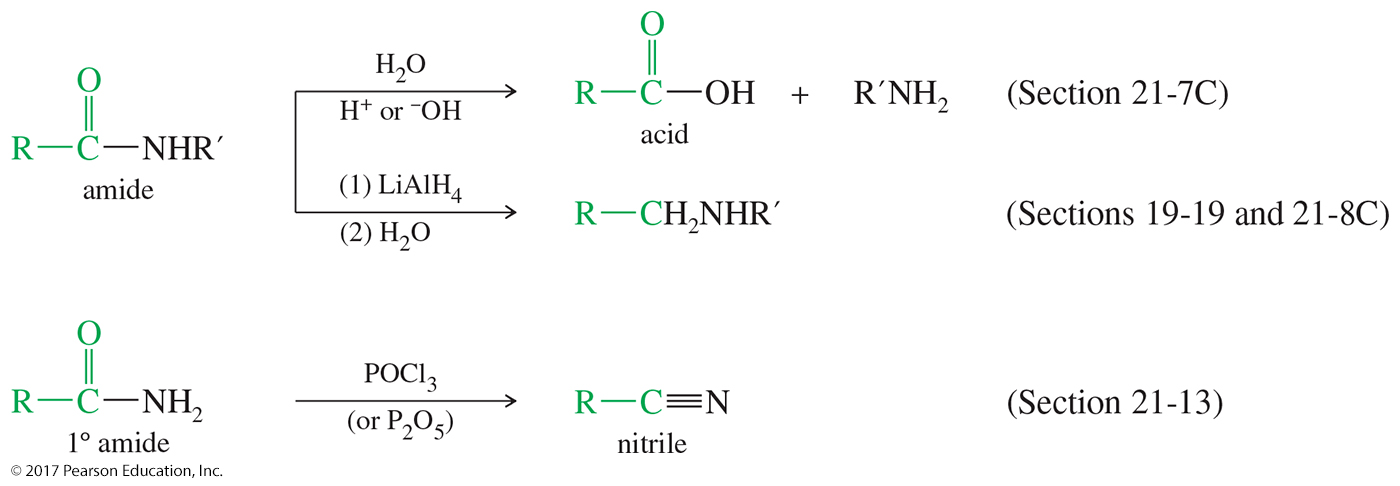 O
R—C—NHR′
amide
H₂O
H⁺ or ⁻OH
O
R—C—OH + R′NH₂ (Section 21-7C)
acid
(1) LiAlH₄
(2) H₂O
R—CH₂NHR′ (Sections 19-19 and 21-8C)
O
R—C—NH₂
1° amide
POCl₃
(or P₂O₅)
R—C≡N (Section 21-13)
nitrile
© 2017 Pearson Education, Inc.